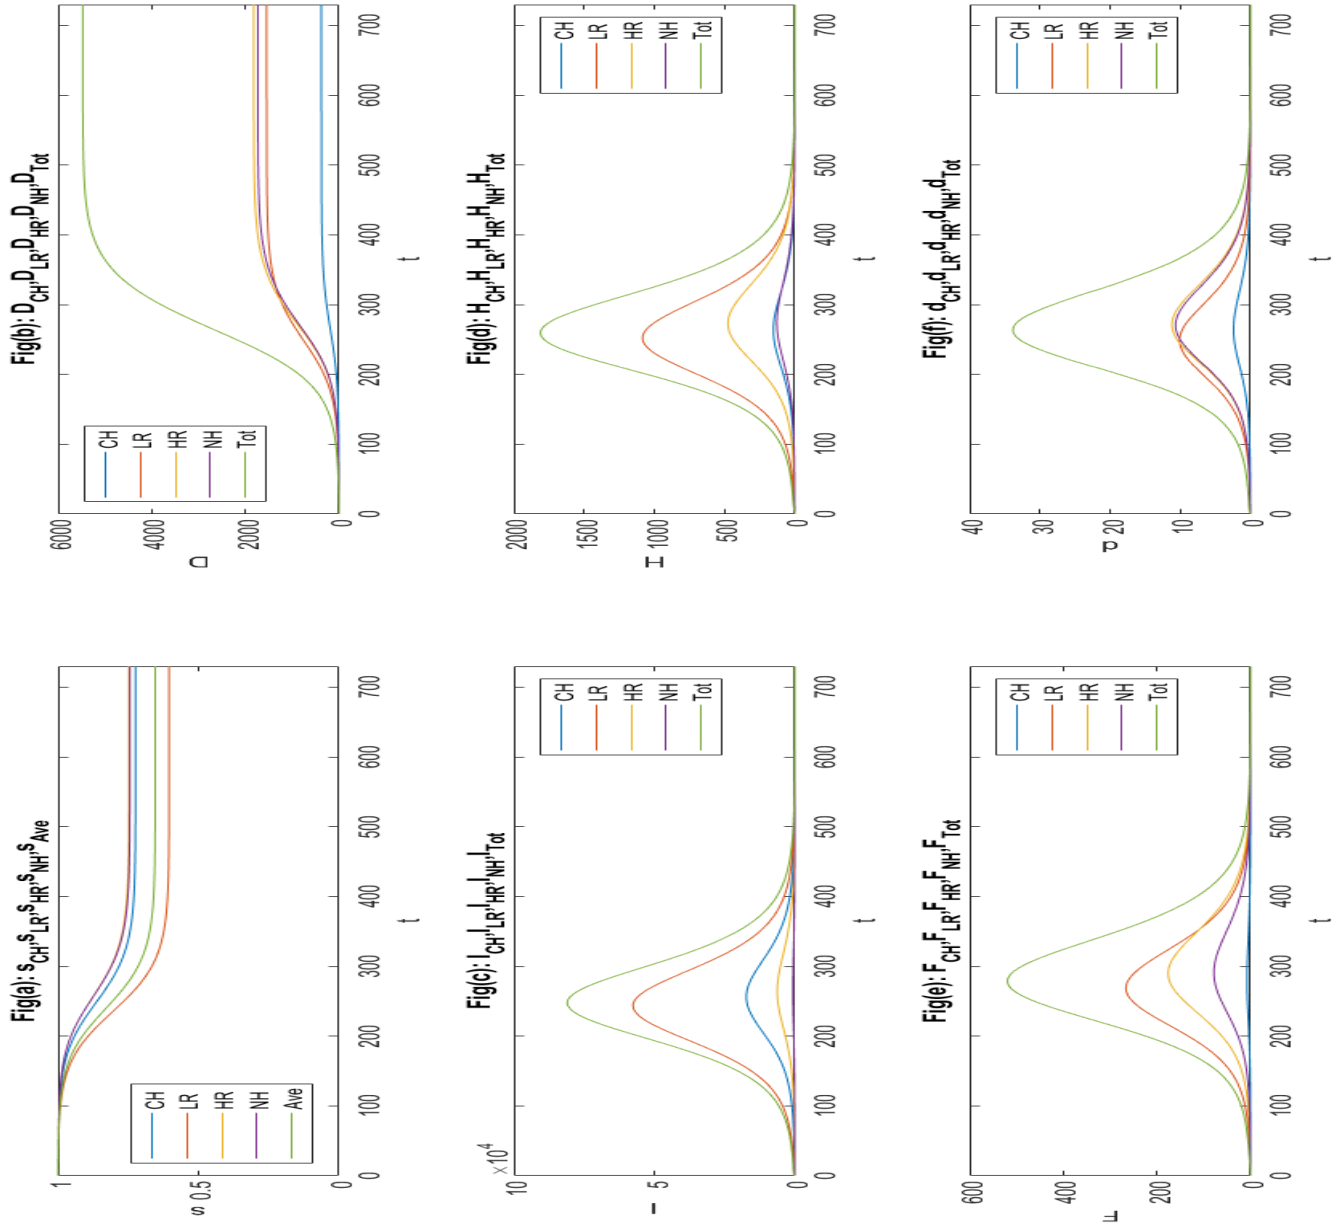 Fig(a): s_CH,s_LR,s_HR,s_NH,s_Ave
s
1
0.5
0
0 100 200 300 400 500 600 700
t
CH
LR
HR
NH
Ave
Fig(b): D_CH,D_LR,D_HR,D_NH,D_Tot
D
6000
4000
2000
0
0 100 200 300 400 500 600 700
t
CH
LR
HR
NH
Tot
Fig(c): I_CH,I_LR,I_HR,I_NH,I_Tot
×10^4
I
10
5
0
0 100 200 300 400 500 600 700
t
CH
LR
HR
NH
Tot
Fig(d): H_CH,H_LR,H_HR,H_NH,H_Tot
H
2000
1500
1000
500
0
0 100 200 300 400 500 600 700
t
CH
LR
HR
NH
Tot
Fig(e): F_CH,F_LR,F_HR,F_NH,F_Tot
F
600
400
200
0
0 100 200 300 400 500 600 700
t
CH
LR
HR
NH
Tot
Fig(f): d_CH,d_LR,d_HR,d_NH,d_Tot
d
40
30
20
10
0
0 100 200 300 400 500 600 700
t
CH
LR
HR
NH
Tot